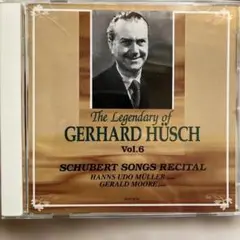 The Legendary of
GERHARD HÜSCH
Vol.6
SCHUBERT SONGS RECITAL
HANNS UDO MÜLLER
GERALD MOORE